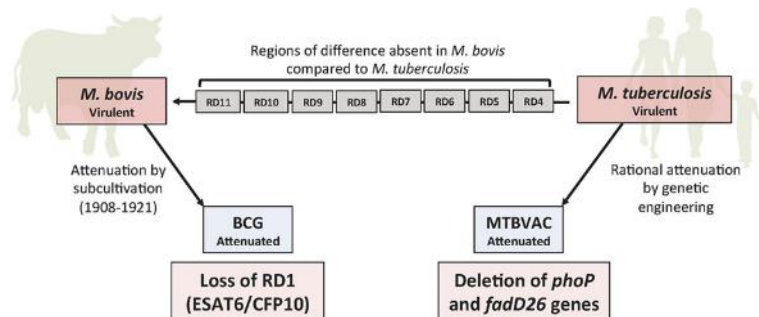 Regions of difference absent in M. bovis
compared to M. tuberculosis
M. bovis
Virulent
RD11 RD10 RD9 RD8 RD7 RD6 RD5 RD4
M. tuberculosis
Virulent
Attenuation by
subcultivation
(1908-1921)
Rational attenuation
by genetic
engineering
BCG
Attenuated
MTBVAC
Attenuated
Loss of RD1
(ESAT6/CFP10)
Deletion of phoP
and fadD26 genes